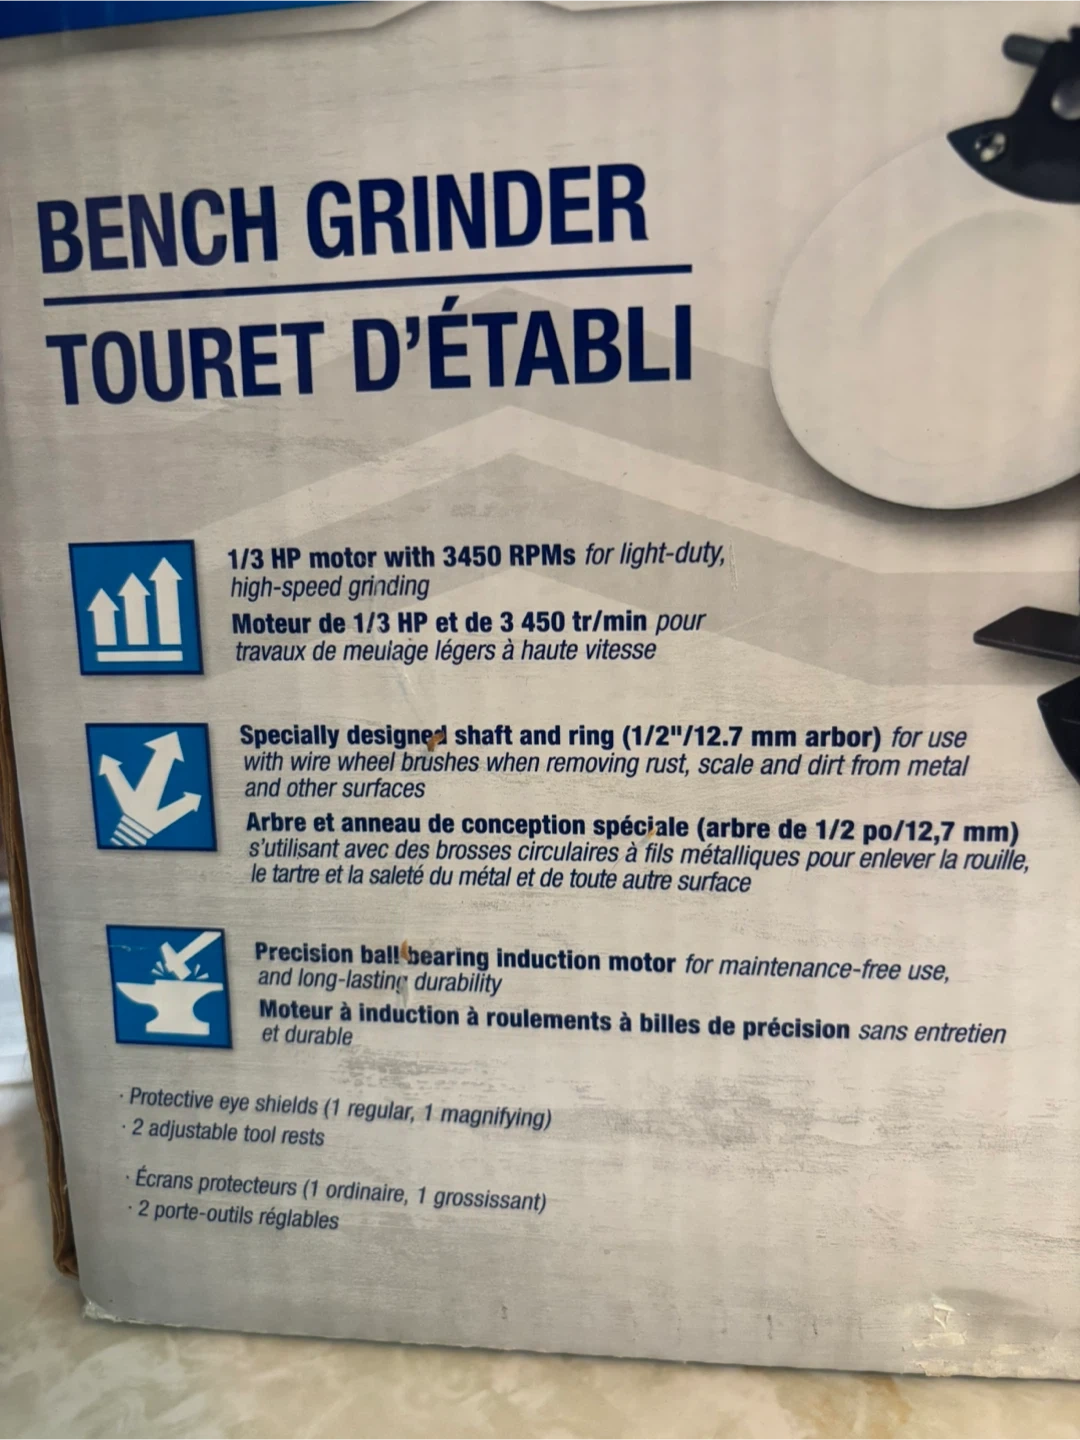 BENCH GRINDER
TOURET D'ÉTABLI
1/3 HP motor with 3450 RPMs for light-duty,
high-speed grinding
Moteur de 1/3 HP et de 3 450 tr/min pour
travaux de meulage légers à haute vitesse
Specially designed shaft and ring (1/2"/12.7 mm arbor) for use
with wire wheel brushes when removing rust, scale and dirt from metal
and other surfaces
Arbre et anneau de conception spéciale (arbre de 1/2 po/12,7 mm)
s'utilisant avec des brosses circulaires à fils métalliques pour enlever la rouille,
le tartre et la saleté du métal et de toute autre surface
Precision ball bearing induction motor for maintenance-free use,
and long-lasting durability
Moteur à induction à roulements à billes de précision sans entretien
et durable
· Protective eye shields (1 regular, 1 magnifying)
· 2 adjustable tool rests
· Écrans protecteurs (1 ordinaire, 1 grossissant)
· 2 porte-outils réglables